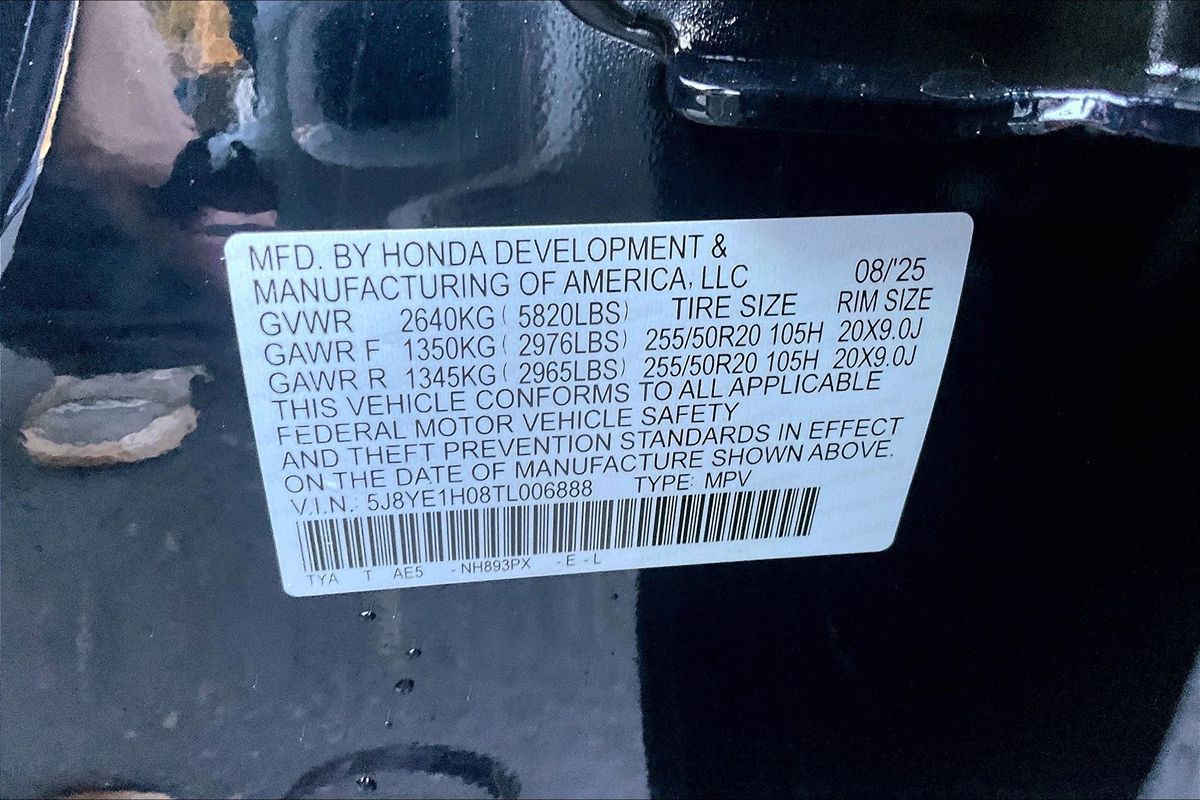 MFD. BY HONDA DEVELOPMENT &
MANUFACTURING OF AMERICA, LLC 08/'25
GVWR 2640KG ( 5820LBS) TIRE SIZE RIM SIZE
GAWR F 1350KG ( 2976LBS) 255/50R20 105H 20X9.0J
GAWR R 1345KG ( 2965LBS) 255/50R20 105H 20X9.0J
THIS VEHICLE CONFORMS TO ALL APPLICABLE
FEDERAL MOTOR VEHICLE SAFETY
AND THEFT PREVENTION STANDARDS IN EFFECT
ON THE DATE OF MANUFACTURE SHOWN ABOVE.
V.I.N.: 5J8YE1H08TL006888 TYPE: MPV
TYA T AE5 -NH893PX -E -L